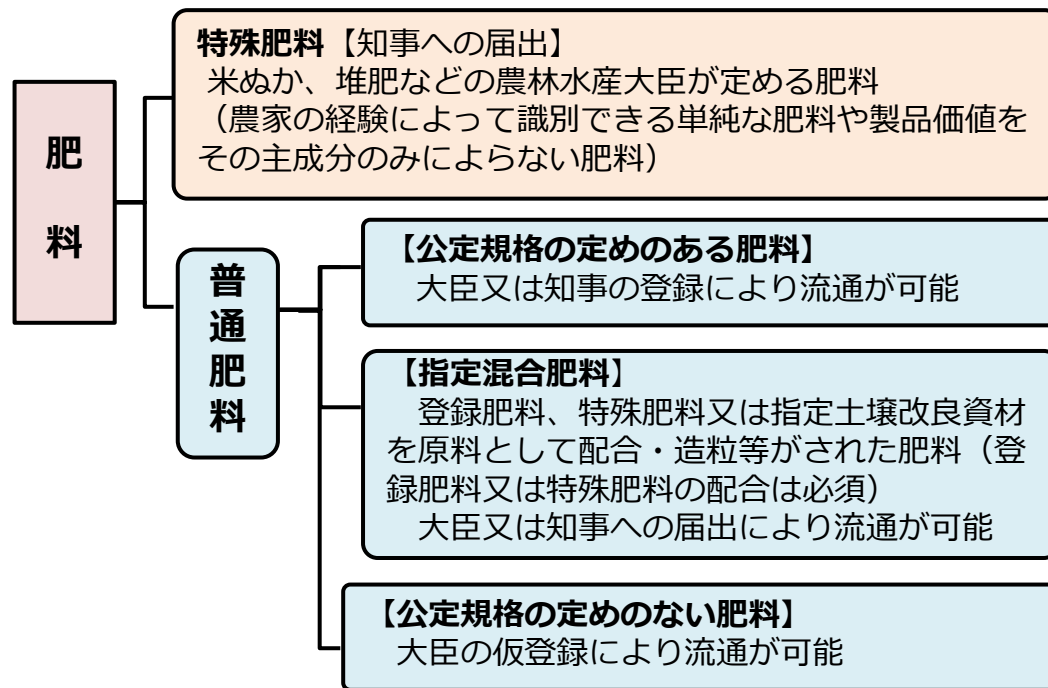 肥料
特殊肥料【知事への届出】
米ぬか、堆肥などの農林水産大臣が定める肥料
（農家の経験によって識別できる単純な肥料や製品価値を
その主成分のみによらない肥料）
普通肥料
【公定規格の定めのある肥料】
大臣又は知事の登録により流通が可能
【指定混合肥料】
登録肥料、特殊肥料又は指定土壌改良資材
を原料として配合・造粒等がされた肥料（登
録肥料又は特殊肥料の配合は必須）
大臣又は知事への届出により流通が可能
【公定規格の定めのない肥料】
大臣の仮登録により流通が可能